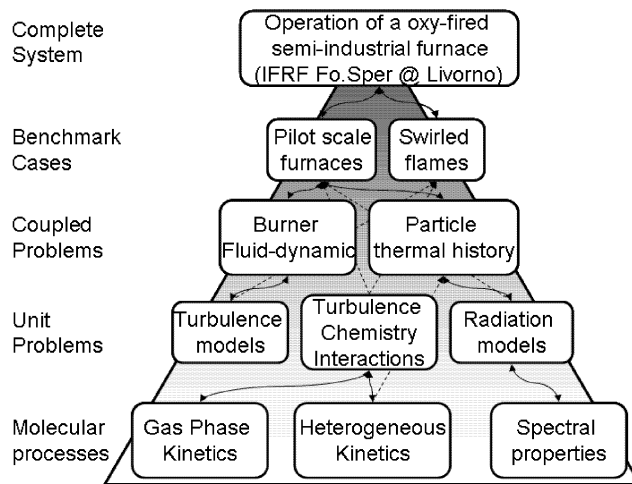 Complete
System
Operation of a oxy-fired
semi-industrial furnace
(IFRF Fo.Sper @ Livorno)
Benchmark
Cases
Pilot scale
furnaces
Swirled
flames
Coupled
Problems
Burner
Fluid-dynamic
Particle
thermal history
Unit
Problems
Turbulence
models
Turbulence
Chemistry
Interactions
Radiation
models
Molecular
processes
Gas Phase
Kinetics
Heterogeneous
Kinetics
Spectral
properties